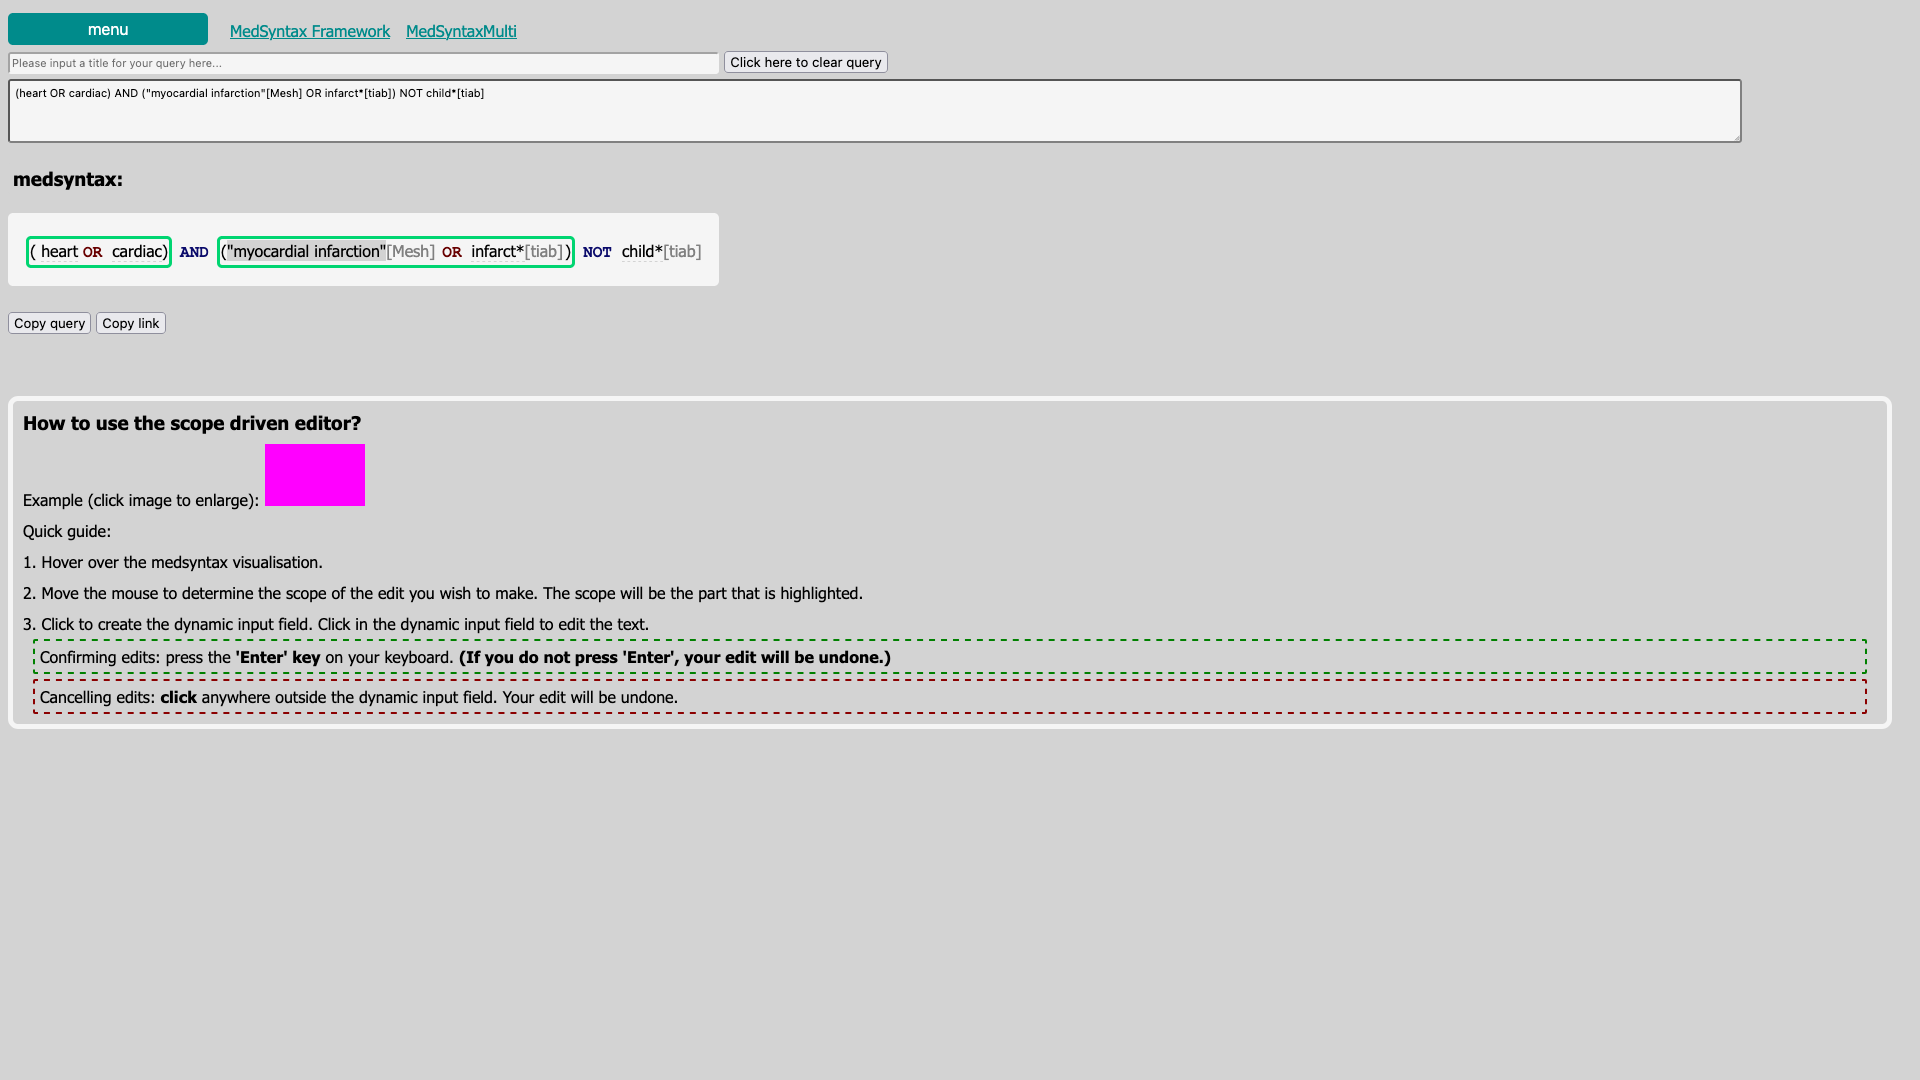 menu MedSyntax Framework MedSyntaxMulti
Please input a title for your query here... Click here to clear query
(heart OR cardiac) AND ("myocardial infarction"[Mesh] OR infarct*[tiab]) NOT child*[tiab]
medsyntax:
( heart OR cardiac) AND ("myocardial infarction"[Mesh] OR infarct*[tiab]) NOT child*[tiab]
Copy query Copy link
How to use the scope driven editor?
Example (click image to enlarge):
Quick guide:
1. Hover over the medsyntax visualisation.
2. Move the mouse to determine the scope of the edit you wish to make. The scope will be the part that is highlighted.
3. Click to create the dynamic input field. Click in the dynamic input field to edit the text.
Confirming edits: press the 'Enter' key on your keyboard. (If you do not press 'Enter', your edit will be undone.)
Cancelling edits: click anywhere outside the dynamic input field. Your edit will be undone.